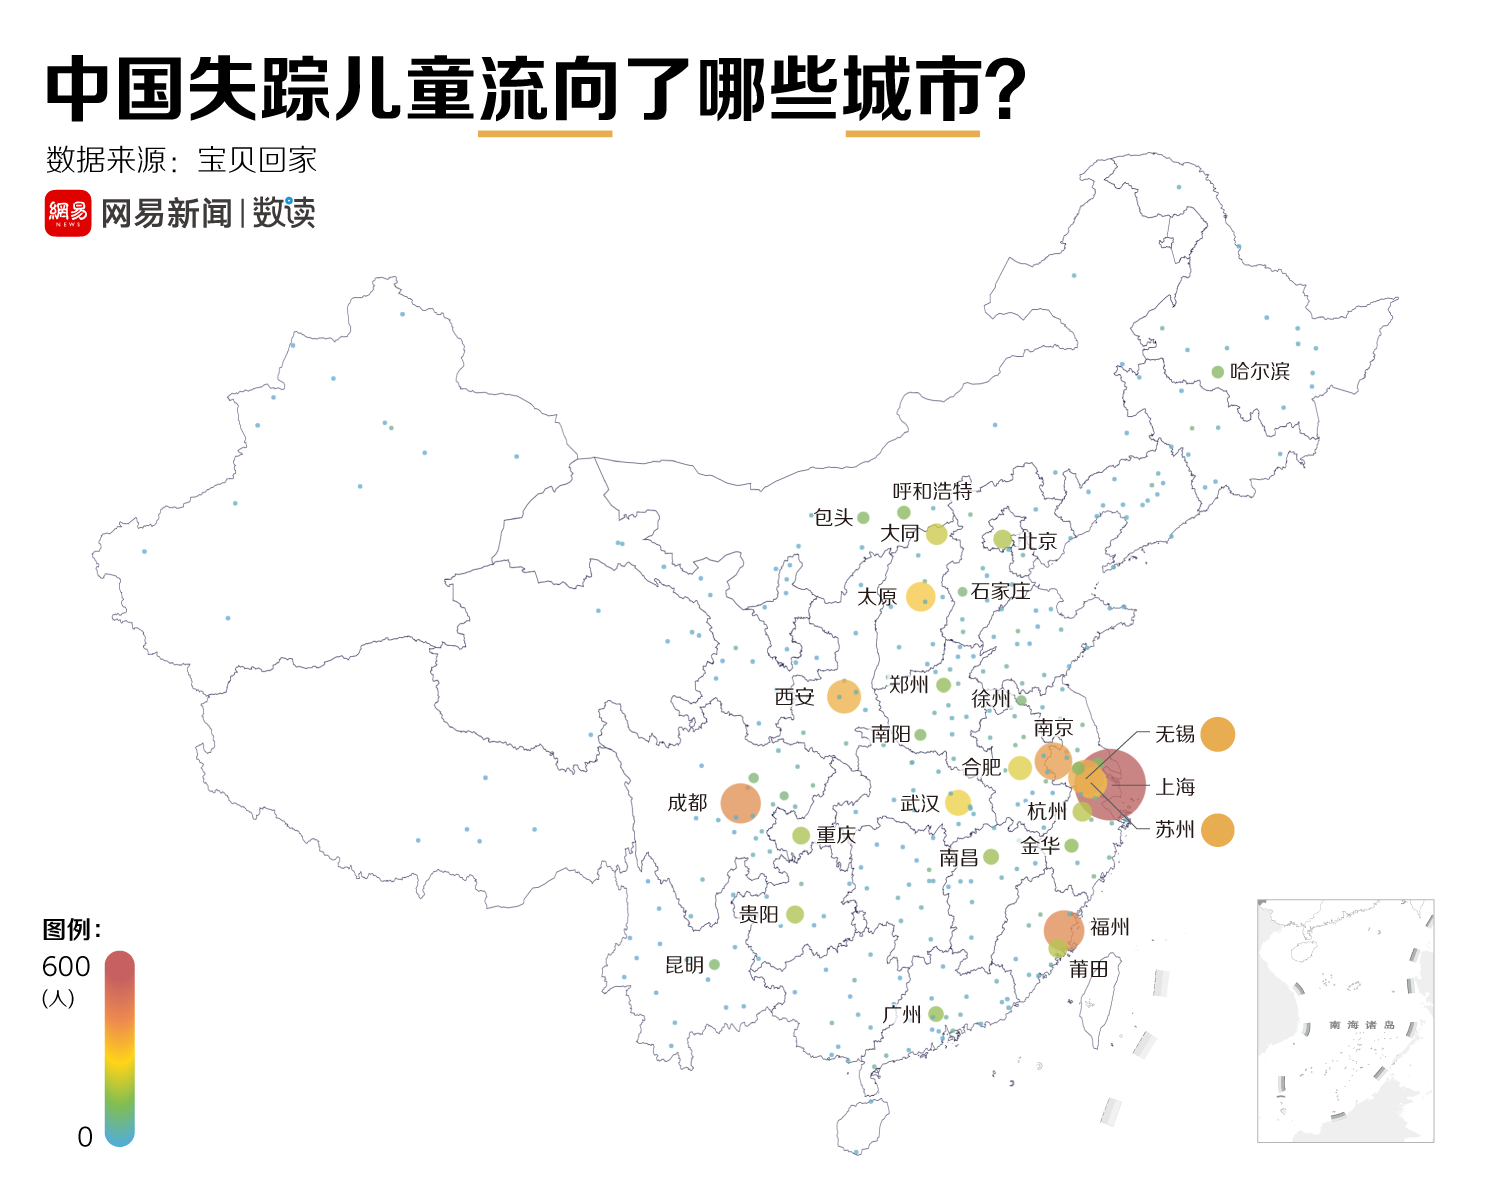 中国失踪儿童流向了哪些城市?
数据来源：宝贝回家
網易
NEWS
网易新闻|数读
哈尔滨
呼和浩特
包头
大同
北京
太原
石家庄
西安
郑州
徐州
南阳
南京
无锡
合肥
上海
成都
武汉
杭州
苏州
重庆
南昌
金华
贵阳
福州
昆明
莆田
广州
图例：
600
(人)
0
南海诸岛